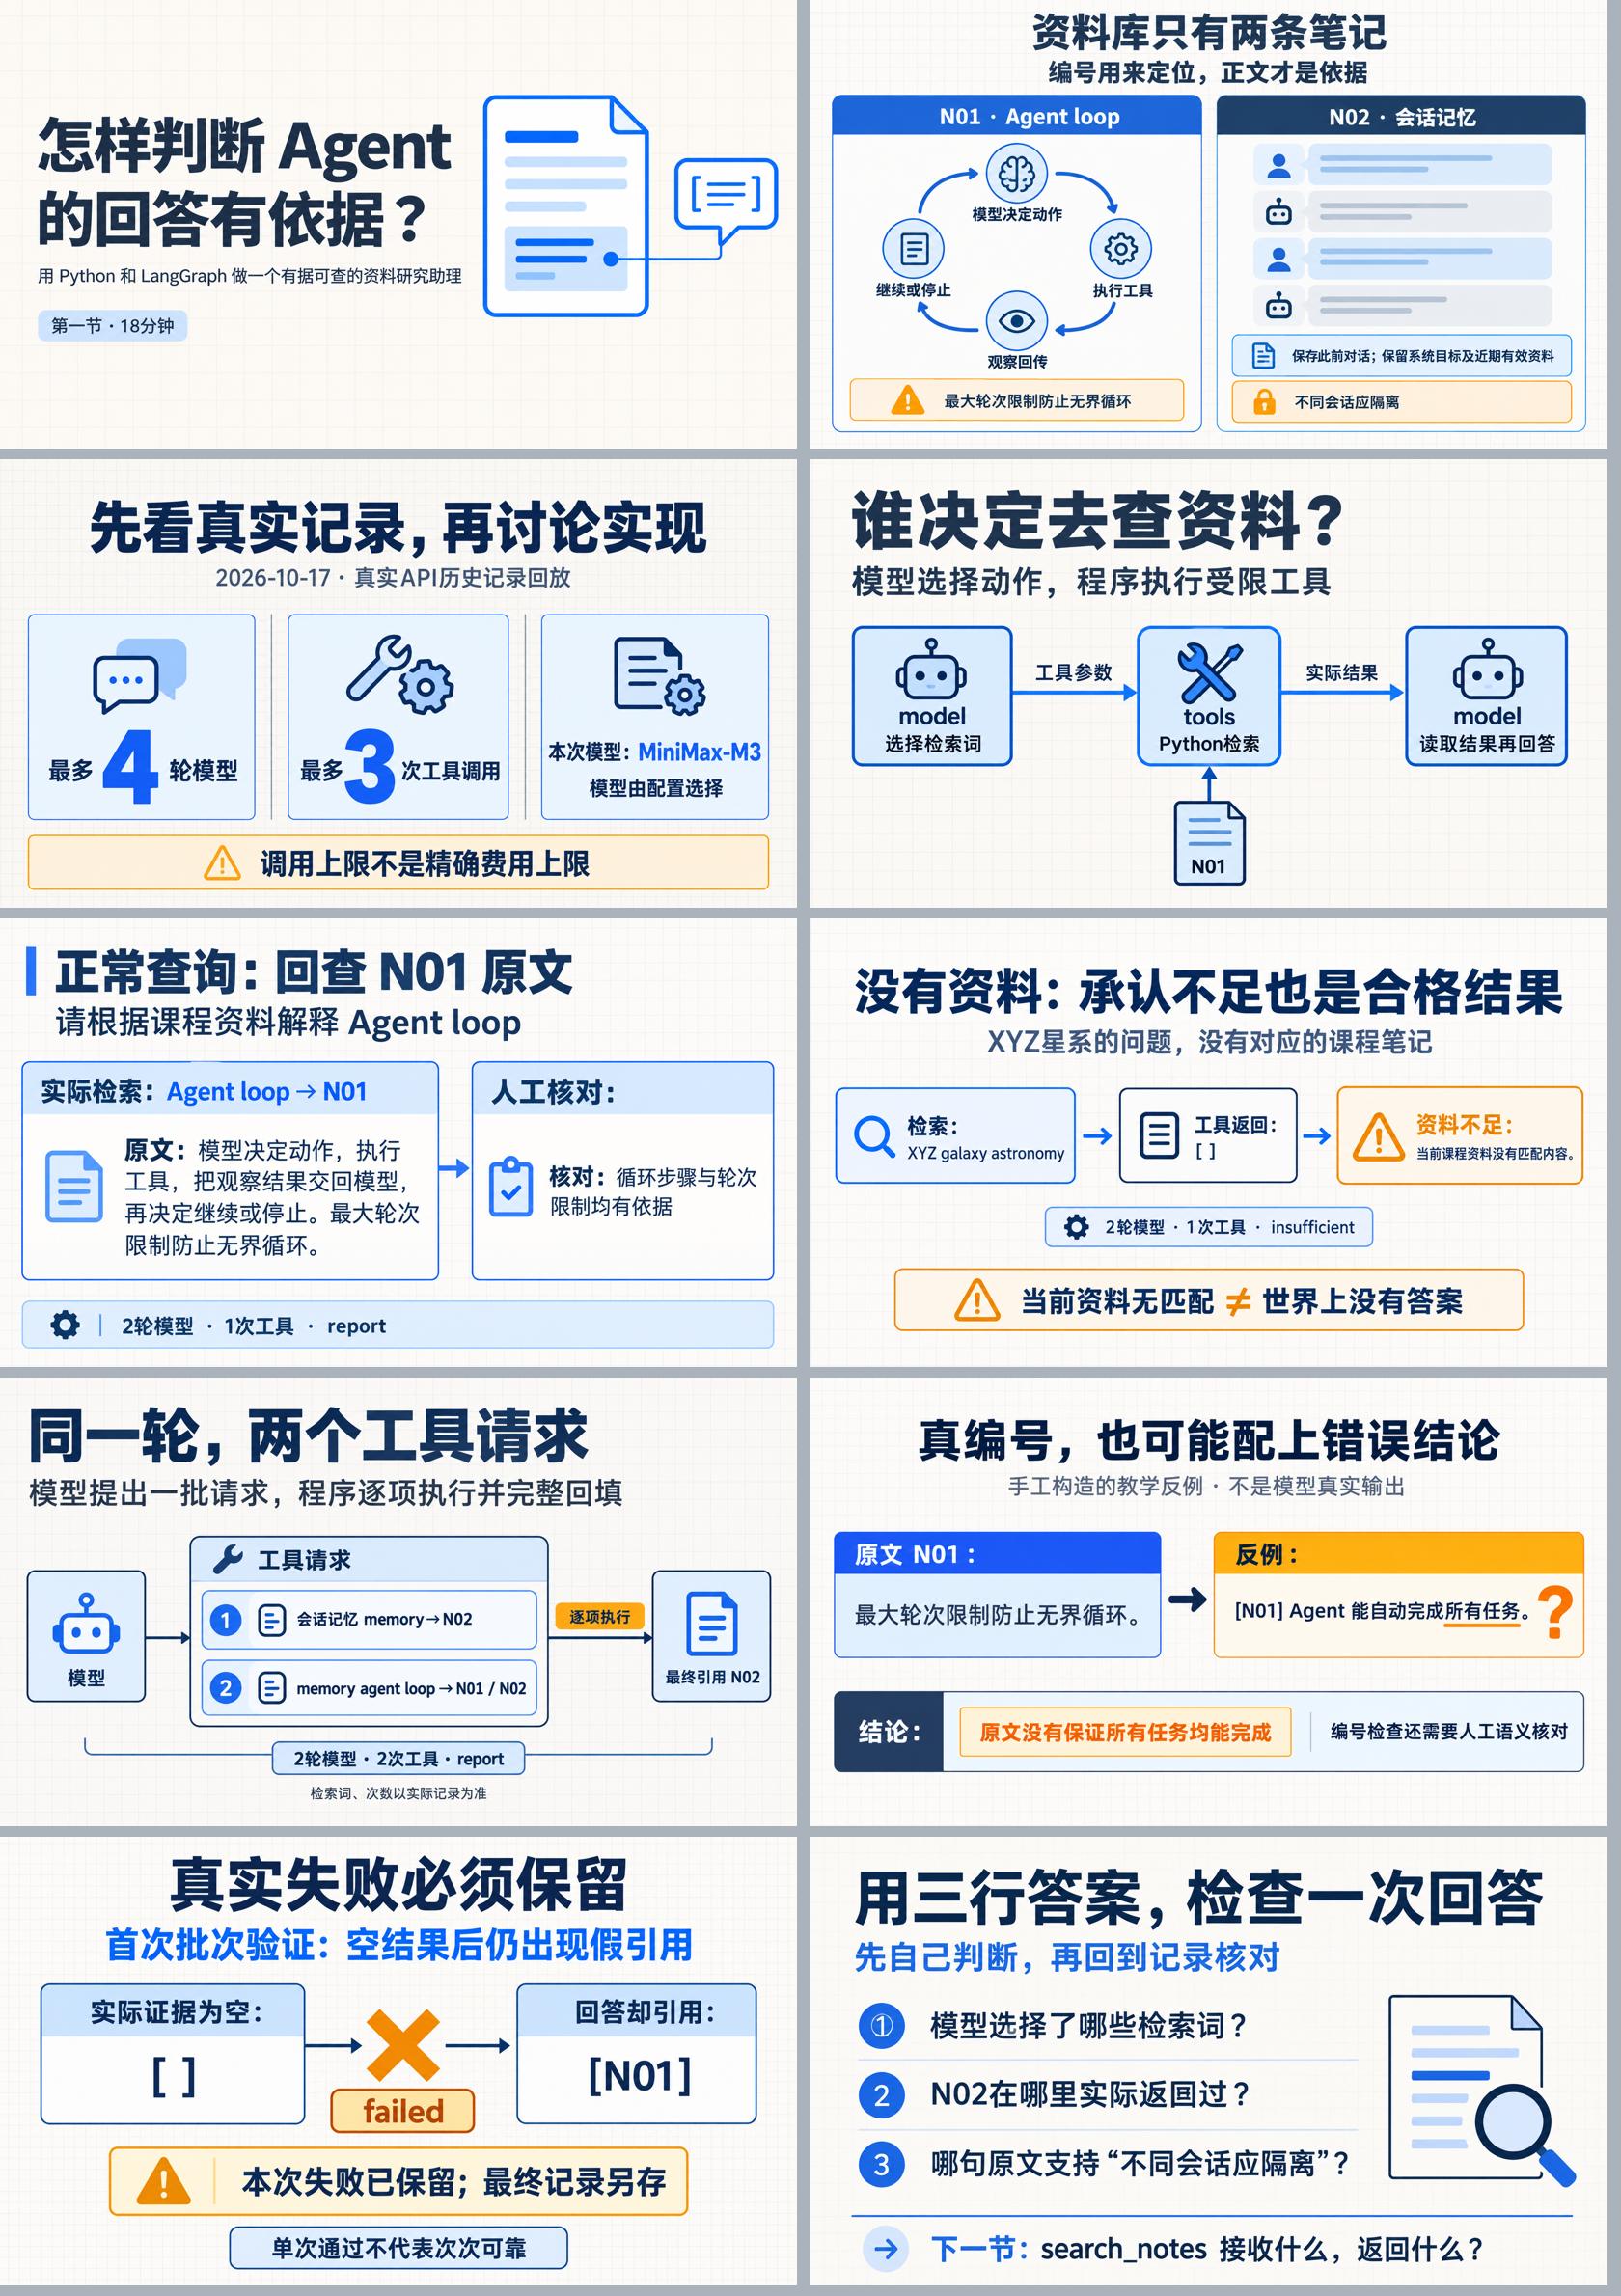 怎样判断 Agent
的回答有依据？
用 Python 和 LangGraph 做一个有据可查的资料研究助理
第一节 · 18分钟
资料库只有两条笔记
编号用来定位，正文才是依据
N01 · Agent loop
模型决定动作
执行工具
观察回传
继续或停止
最大轮次限制防止无界循环
N02 · 会话记忆
保存此前对话；保留系统目标及近期有效资料
不同会话应隔离
先看真实记录，再讨论实现
2026-10-17 · 真实API历史记录回放
最多 4 轮模型
最多 3 次工具调用
本次模型：MiniMax-M3
模型由配置选择
调用上限不是精确费用上限
谁决定去查资料？
模型选择动作，程序执行受限工具
model
选择检索词
工具参数
tools
Python检索
实际结果
model
读取结果再回答
N01
正常查询：回查 N01 原文
请根据课程资料解释 Agent loop
实际检索：Agent loop → N01
原文：模型决定动作，执行
工具，把观察结果交回模型，
再决定继续或停止。最大轮次
限制防止无界循环。
人工核对：
核对：循环步骤与轮次
限制均有依据
2轮模型 · 1次工具 · report
没有资料：承认不足也是合格结果
XYZ星系的问题，没有对应的课程笔记
检索：
XYZ galaxy astronomy
工具返回：
[ ]
资料不足：
当前课程资料没有匹配内容。
2轮模型 · 1次工具 · insufficient
当前资料无匹配 ≠ 世界上没有答案
同一轮，两个工具请求
模型提出一批请求，程序逐项执行并完整回填
模型
工具请求
1 会话记忆 memory→N02
2 memory agent loop→N01 / N02
逐项执行
最终引用 N02
2轮模型 · 2次工具 · report
检索词、次数以实际记录为准
真编号，也可能配上错误结论
手工构造的教学反例 · 不是模型真实输出
原文 N01：
最大轮次限制防止无界循环。
反例：
[N01] Agent 能自动完成所有任务。?
结论：
原文没有保证所有任务均能完成
编号检查还需要人工语义核对
真实失败必须保留
首次批次验证：空结果后仍出现假引用
实际证据为空：
[ ]
failed
回答却引用：
[N01]
本次失败已保留；最终记录另存
单次通过不代表次次可靠
用三行答案，检查一次回答
先自己判断，再回到记录核对
① 模型选择了哪些检索词？
2 N02在哪里实际返回过？
3 哪句原文支持“不同会话应隔离”？
下一节：search_notes 接收什么，返回什么？